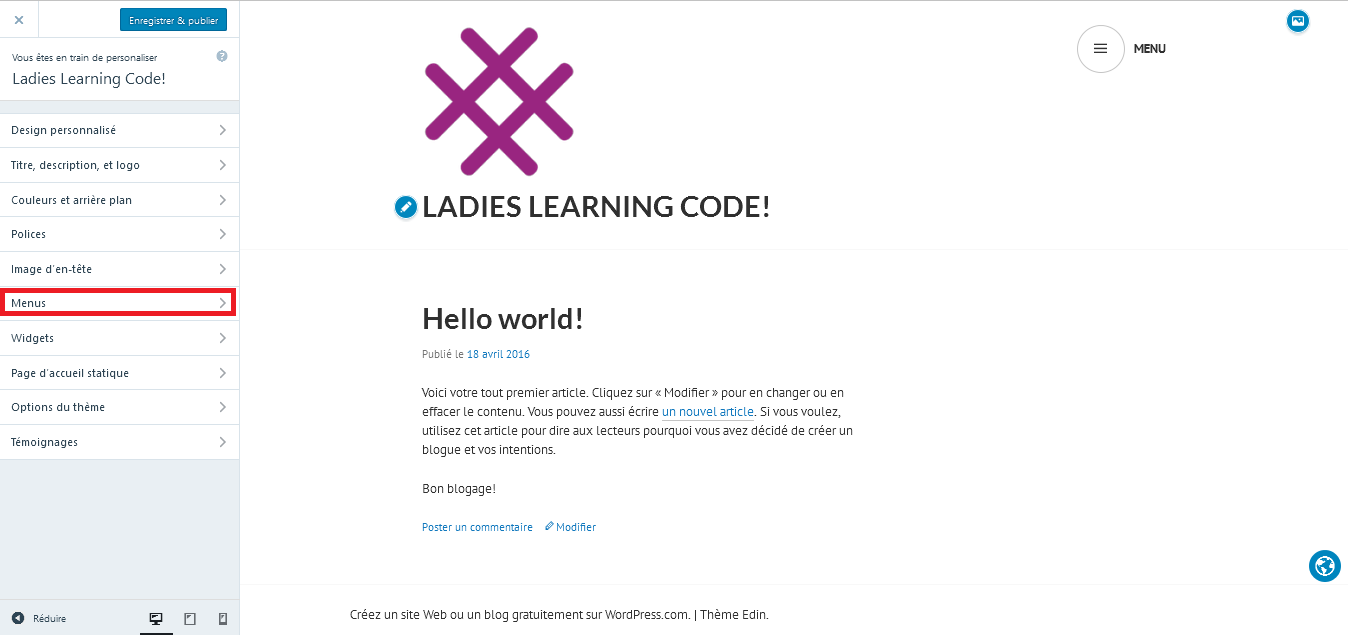 Enregistrer & publier
Vous êtes en train de personaliser
Ladies Learning Code!
Design personnalisé
Titre, description, et logo
Couleurs et arrière plan
Polices
Image d'en-tête
Menus
Widgets
Page d'accueil statique
Options du thème
Témoignages
Réduire
MENU
LADIES LEARNING CODE!
Hello world!
Publié le 18 avril 2016
Voici votre tout premier article. Cliquez sur « Modifier » pour en changer ou en
effacer le contenu. Vous pouvez aussi écrire un nouvel article. Si vous voulez,
utilisez cet article pour dire aux lecteurs pourquoi vous avez décidé de créer un
blogue et vos intentions.
Bon blogage!
Poster un commentaire Modifier
Créez un site Web ou un blog gratuitement sur WordPress.com. | Thème Edin.